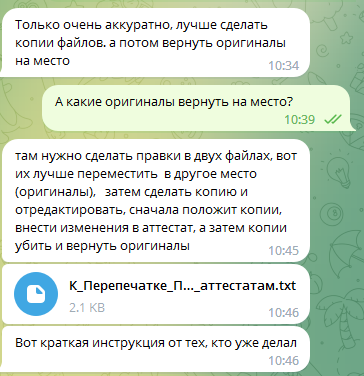 Только очень аккуратно, лучше сделать
копии файлов. а потом вернуть оригиналы
на место
10:34
А какие оригиналы вернуть на место?
10:39
там нужно сделать правки в двух файлах, вот
их лучше переместить в другое место
(оригиналы), затем сделать копию и
отредактировать, сначала положит копии,
внести изменения в аттестат, а затем копии
убить и вернуть оригиналы
10:45
К_Перепечатке_П..._аттестатам.txt
2.1 KB
10:46
Вот краткая инструкция от тех, кто уже делал
10:46